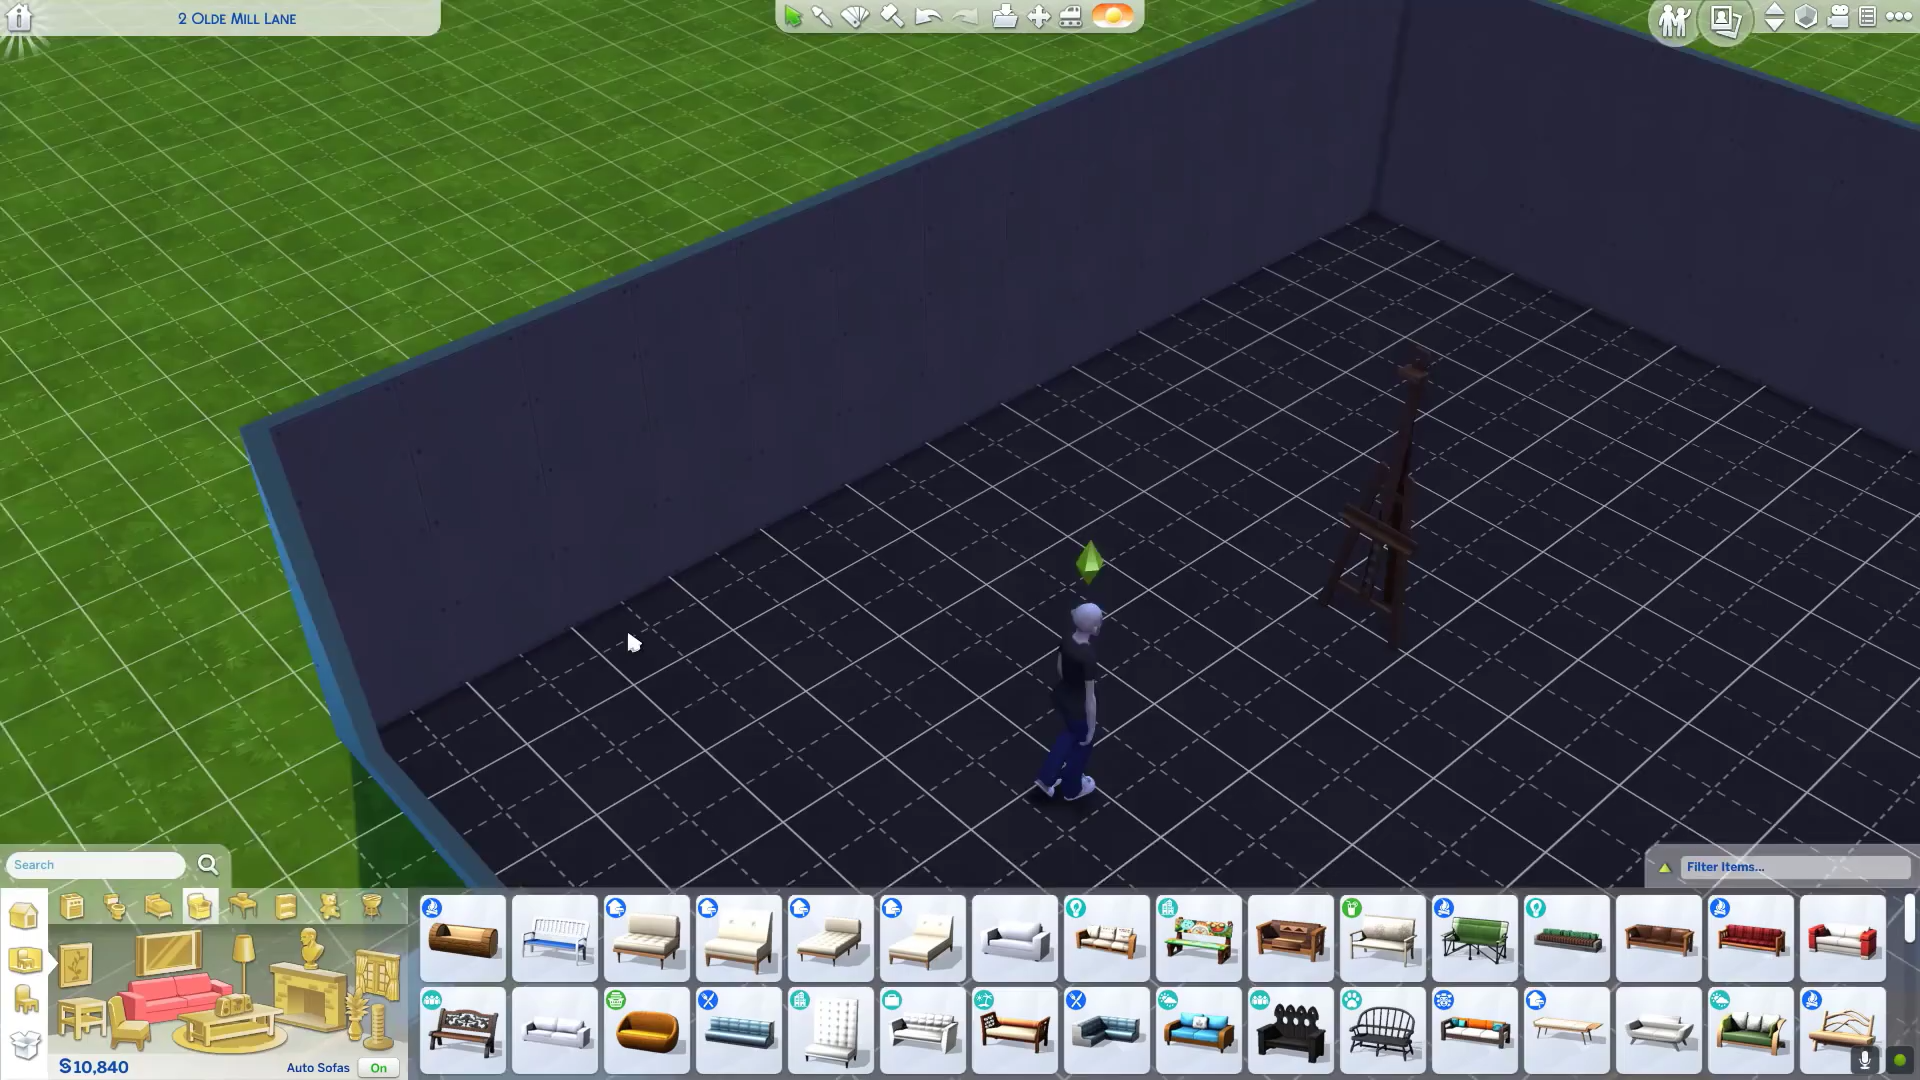 2 Olde Mill Lane
Search
Filter Items...
§10,840
Auto Sofas
On